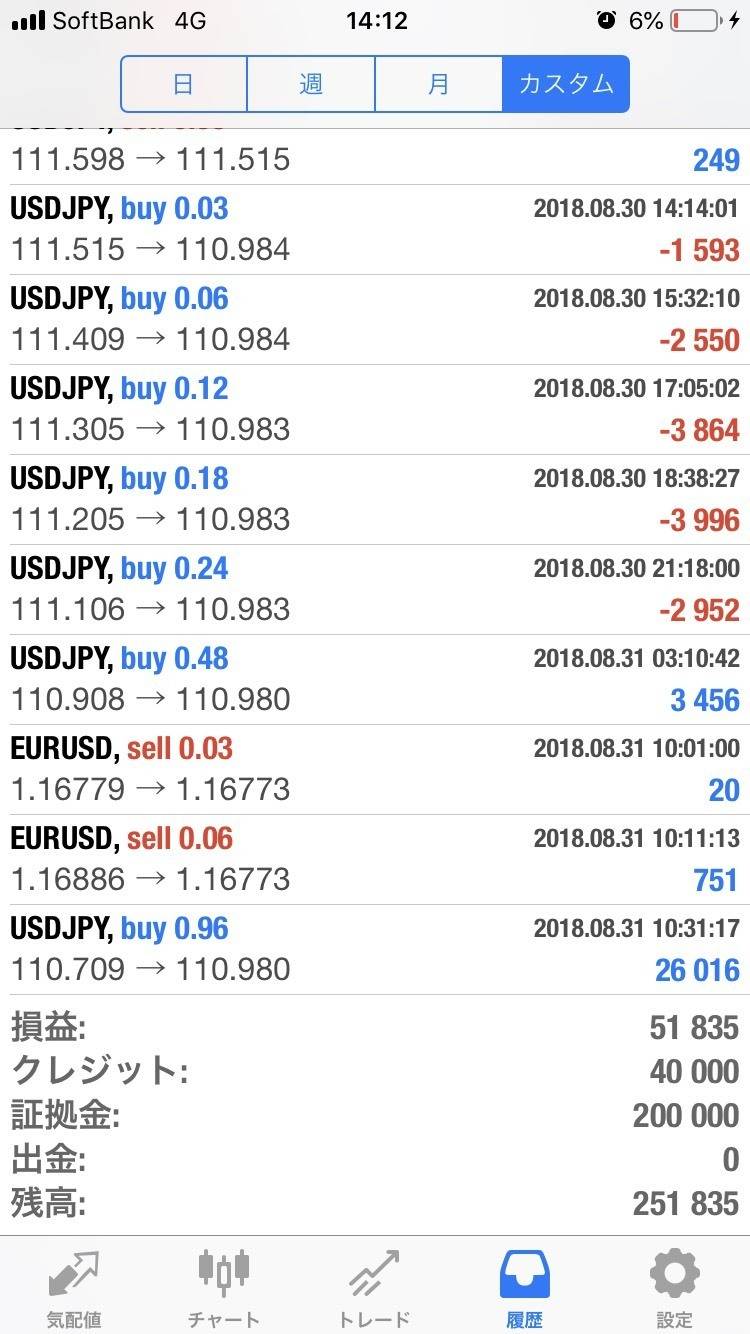 SoftBank 4G 14:12 6%
日 週 月 カスタム
111.598 → 111.515 249
USDJPY, buy 0.03 2018.08.30 14:14:01
111.515 → 110.984 -1 593
USDJPY, buy 0.06 2018.08.30 15:32:10
111.409 → 110.984 -2 550
USDJPY, buy 0.12 2018.08.30 17:05:02
111.305 → 110.983 -3 864
USDJPY, buy 0.18 2018.08.30 18:38:27
111.205 → 110.983 -3 996
USDJPY, buy 0.24 2018.08.30 21:18:00
111.106 → 110.983 -2 952
USDJPY, buy 0.48 2018.08.31 03:10:42
110.908 → 110.980 3 456
EURUSD, sell 0.03 2018.08.31 10:01:00
1.16779 → 1.16773 20
EURUSD, sell 0.06 2018.08.31 10:11:13
1.16886 → 1.16773 751
USDJPY, buy 0.96 2018.08.31 10:31:17
110.709 → 110.980 26 016
損益: 51 835
クレジット: 40 000
証拠金: 200 000
出金: 0
残高: 251 835
気配値 チャート トレード 履歴 設定